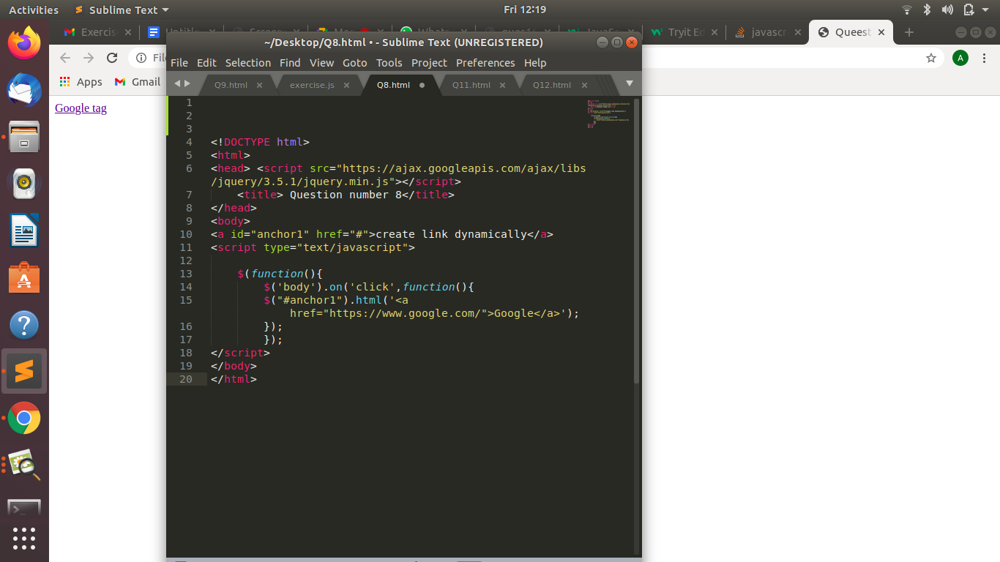 Activities Sublime Text Fri 12:19
Exercis Untitle Screen Mee Whats JavaSc Tryit Ed javascr Queest
~/Desktop/Q8.html • - Sublime Text (UNREGISTERED)
File Edit Selection Find View Goto Tools Project Preferences Help
Apps Gmail
Q9.html exercise.js Q8.html Q11.html Q12.html
Google tag
1
2
3
4 <!DOCTYPE html>
5 <html>
6 <head> <script src="https://ajax.googleapis.com/ajax/libs
/jquery/3.5.1/jquery.min.js"></script>
7 <title> Question number 8</title>
8 </head>
9 <body>
10 <a id="anchor1" href="#">create link dynamically</a>
11 <script type="text/javascript">
12
13 $(function(){
14 $('body').on('click',function(){
15 $("#anchor1").html('<a
href="https://www.google.com/">Google</a>');
16 });
17 });
18 </script>
19 </body>
20 </html>